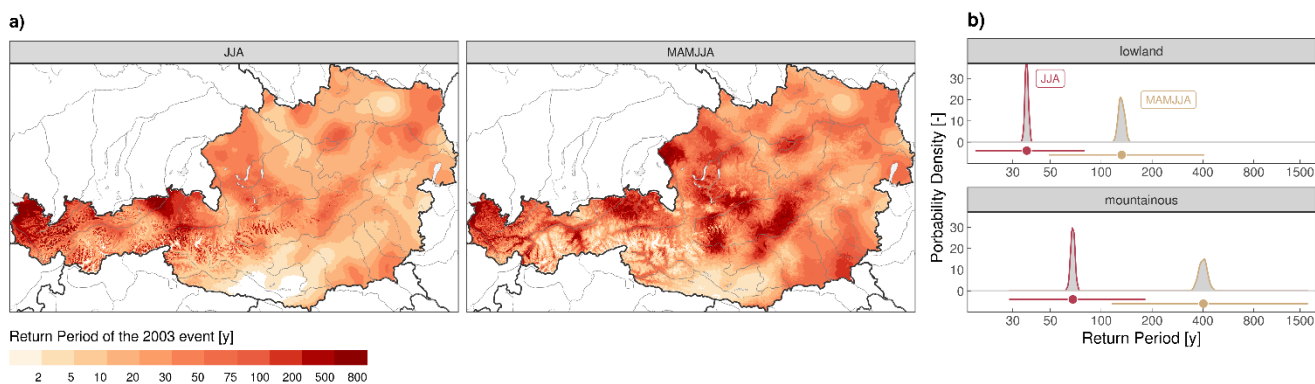 a)
JJA
MAMJJA
Return Period of the 2003 event [y]
2 5 10 20 30 50 75 100 200 500 800
b)
Porbability Density [-]
lowland
30
20
10
0
JJA
MAMJJA
30 50 100 200 400 800 1500
mountainous
30
20
10
0
30 50 100 200 400 800 1500
Return Period [y]